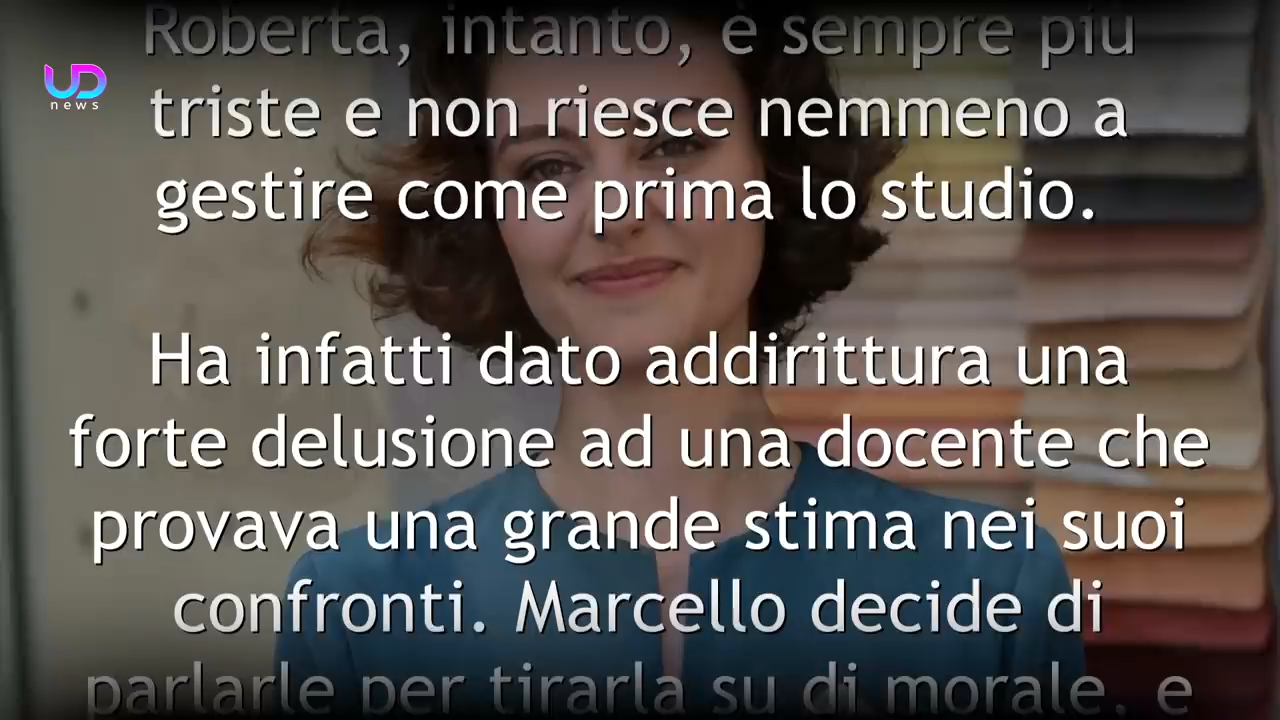 Roberta, intanto, è sempre più
UD
news
triste e non riesce nemmeno a
gestire come prima lo studio.
Ha infatti dato addirittura una
forte delusione ad una docente che
provava una grande stima nei suoi
confronti. Marcello decide di
parlarle per tirarla su di morale, e